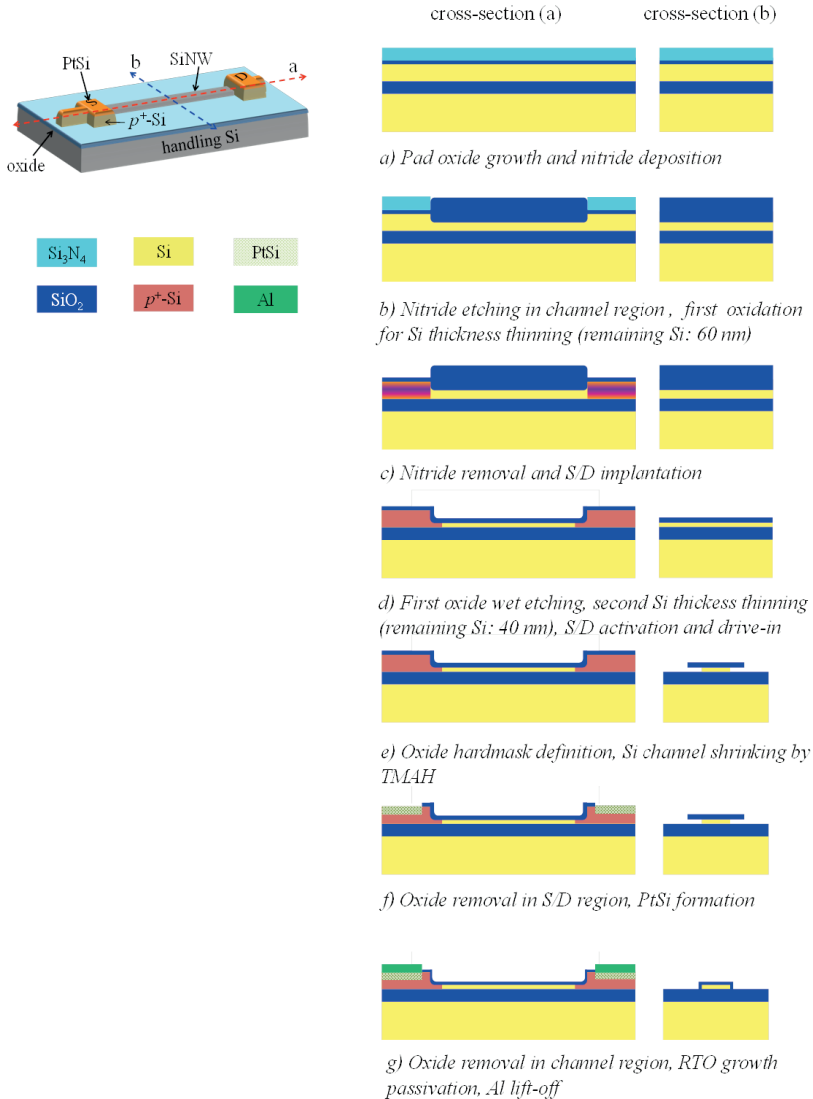 cross-section (a)
cross-section (b)
PtSi
SiNW
b
a
S
D
p⁺-Si
oxide
handling Si
Si₃N₄
Si
PtSi
SiO₂
p⁺-Si
Al
a) Pad oxide growth and nitride deposition
b) Nitride etching in channel region , first oxidation
for Si thickness thinning (remaining Si: 60 nm)
c) Nitride removal and S/D implantation
d) First oxide wet etching, second Si thickess thinning
(remaining Si: 40 nm), S/D activation and drive-in
e) Oxide hardmask definition, Si channel shrinking by
TMAH
f) Oxide removal in S/D region, PtSi formation
g) Oxide removal in channel region, RTO growth
passivation, Al lift-off